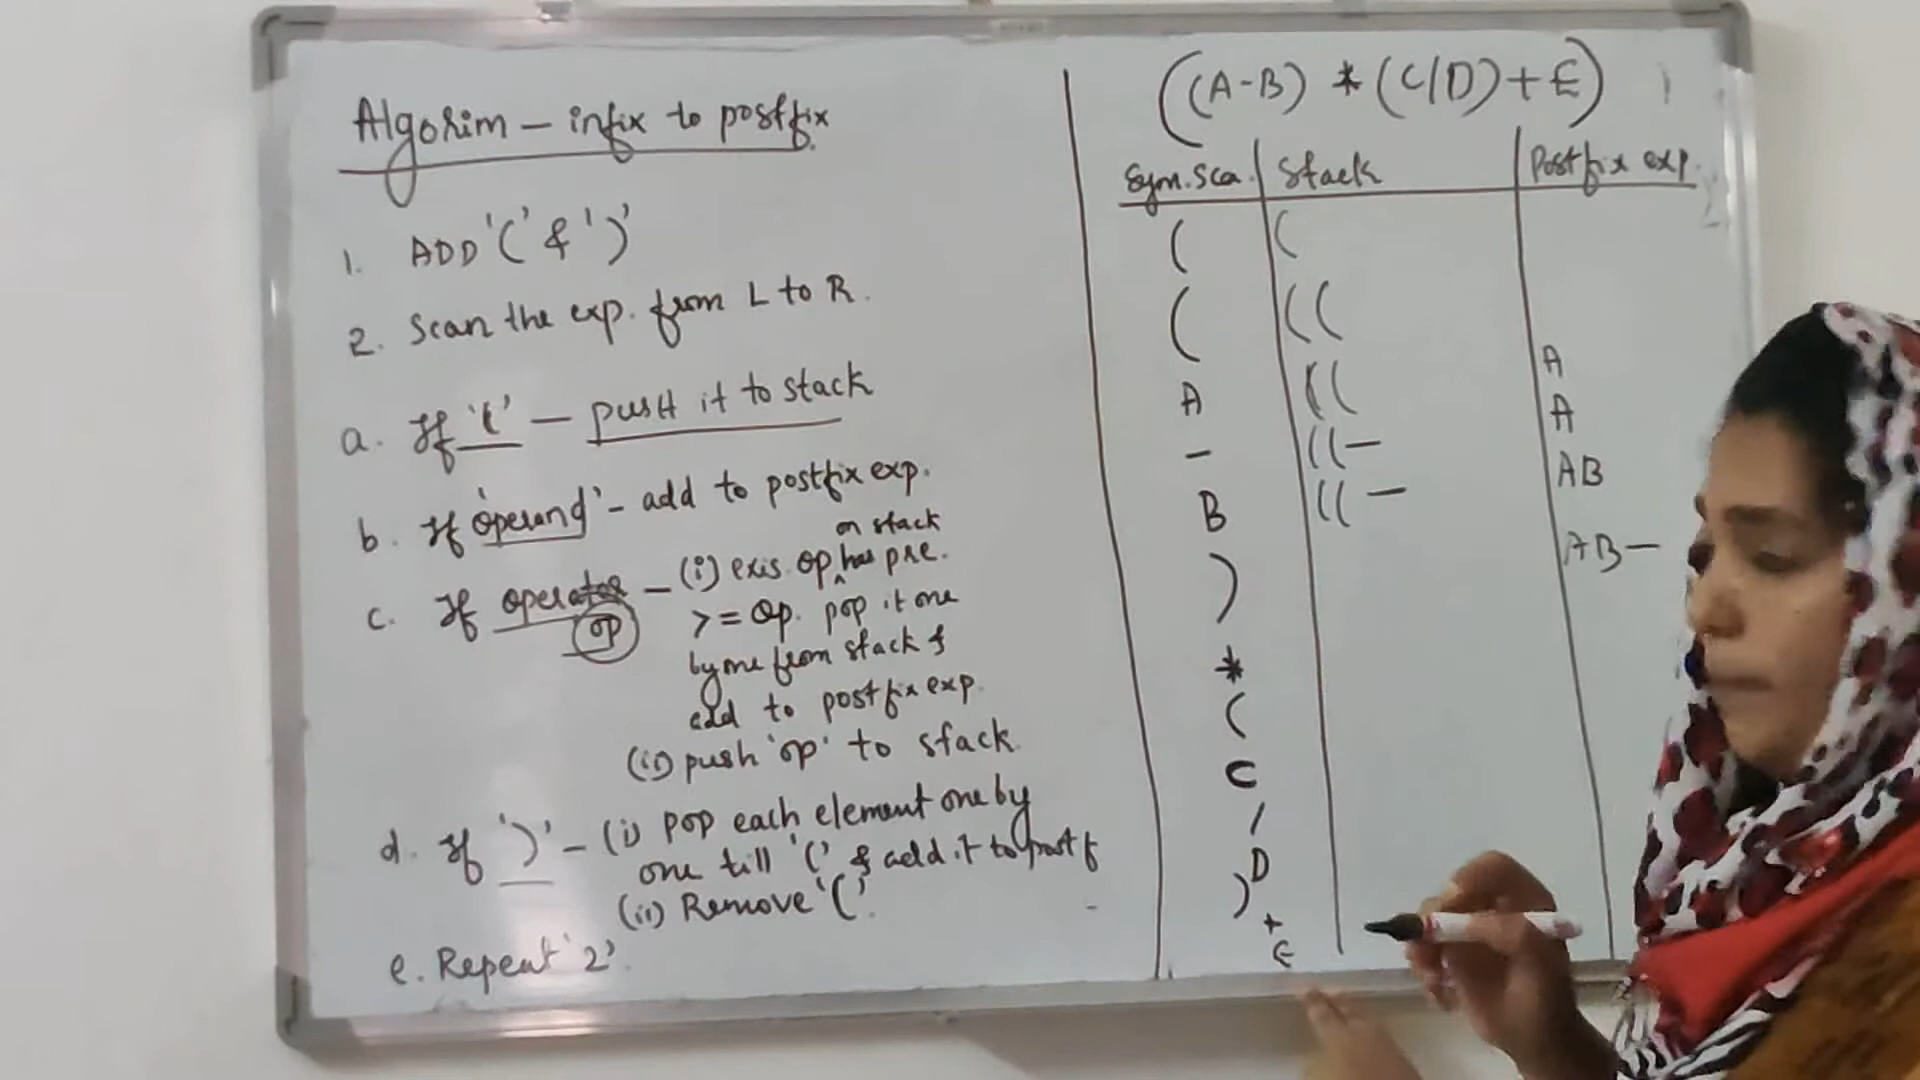 Algorim – infix to postfix
1. ADD '(' & ')'
2. Scan the exp. from L to R.
a. If '(' – push it to stack
b. If 'operand' – add to postfix exp.
on stack
c. If operator – (i) exis. op has pre.
op
>= op. pop it one
by one from stack &
add to postfix exp.
(ii) push 'op' to stack.
d. If ')' – (i) pop each element one by
one till '(' & add it to postf
(ii) Remove '('.
e. Repeat '2'.
((A-B) * (C/D)+E)
Sym. Sca. Stack Postfix exp.
( (
( ((
A (( A
– ((– A
B ((– AB
) AB–
*
(
C
/
D
)
+
E